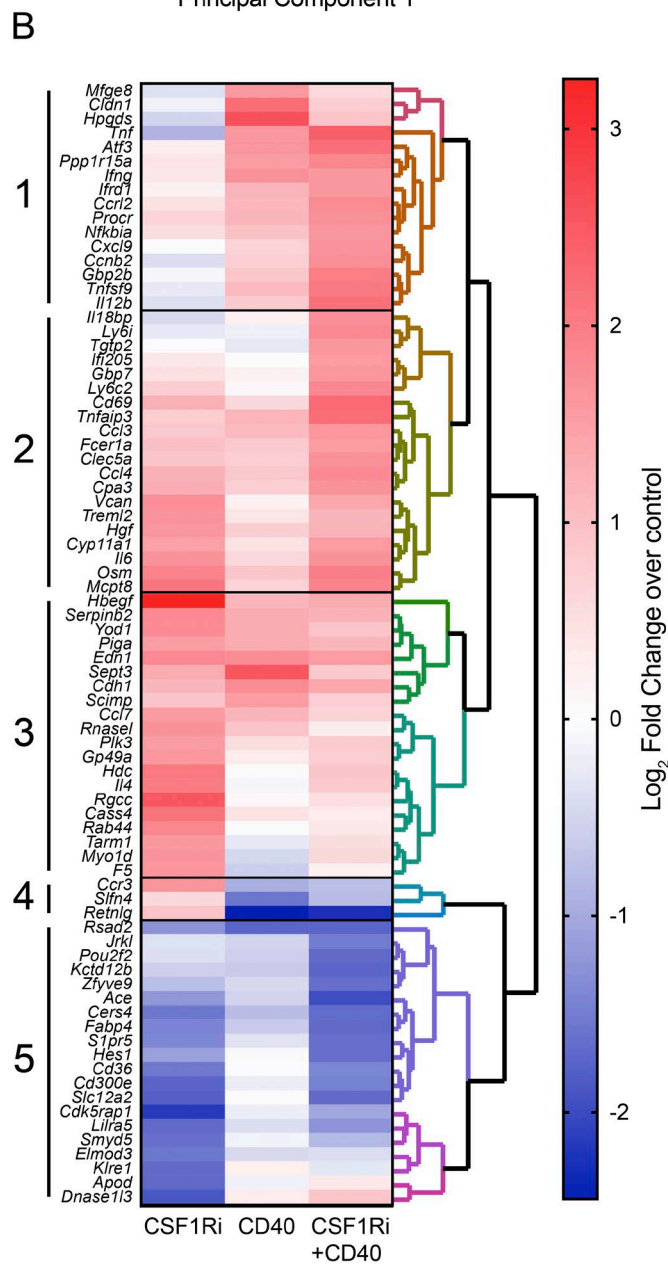 Principal Component 1
B
1
2
3
4
5
Mfge8
Cldn1
Hpgds
Tnf
Atf3
Ppp1r15a
Ifng
Ifrd1
Ccrl2
Procr
Nfkbia
Cxcl9
Ccnb2
Gbp2b
Tnfsf9
Il12b
Il18bp
Ly6i
Tgtp2
Ifi205
Gbp7
Ly6c2
Cd69
Tnfaip3
Ccl3
Fcer1a
Clec5a
Ccl4
Cpa3
Vcan
Treml2
Hgf
Cyp11a1
Il6
Osm
Mcpt8
Hbegf
Serpinb2
Yod1
Piga
Edn1
Sept3
Cdh1
Scimp
Ccl7
Rnasel
Plk3
Gp49a
Hdc
Il4
Rgcc
Cass4
Rab44
Tarm1
Myo1d
F5
Ccr3
Slfn4
Retnlg
Rsad2
Jrkl
Pou2f2
Kctd12b
Zfyve9
Ace
Cers4
Fabp4
S1pr5
Hes1
Cd36
Cd300e
Slc12a2
Cdk5rap1
Lilra5
Smyd5
Elmod3
Klre1
Apod
Dnase1l3
CSF1Ri
CD40
CSF1Ri
+CD40
3
2
1
0
-1
-2
Log2 Fold Change over control